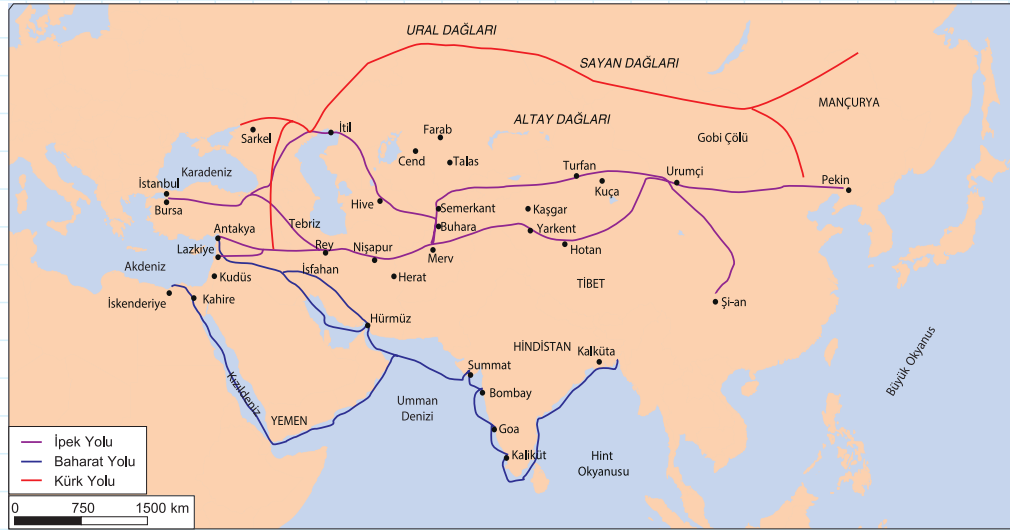 URAL DAĞLARI
SAYAN DAĞLARI
MANÇURYA
ALTAY DAĞLARI
Gobi Çölü
Sarkel
İtil
Farab
Cend
Talas
Turfan
Kuça
Urumçi
Pekin
Karadeniz
İstanbul
Bursa
Hive
Semerkant
Buhara
Kaşgar
Yarkent
Hotan
Tebriz
Antakya
Lazkiye
Rey
Nişapur
Merv
Akdeniz
Kudüs
İsfahan
Herat
TİBET
Şi-an
İskenderiye
Kahire
Hürmüz
HİNDİSTAN
Kalküta
Summat
Bombay
Kızıldeniz
YEMEN
Umman
Denizi
Goa
Kaliküt
Hint
Okyanusu
Büyük Okyanus
İpek Yolu
Baharat Yolu
Kürk Yolu
0 750 1500 km